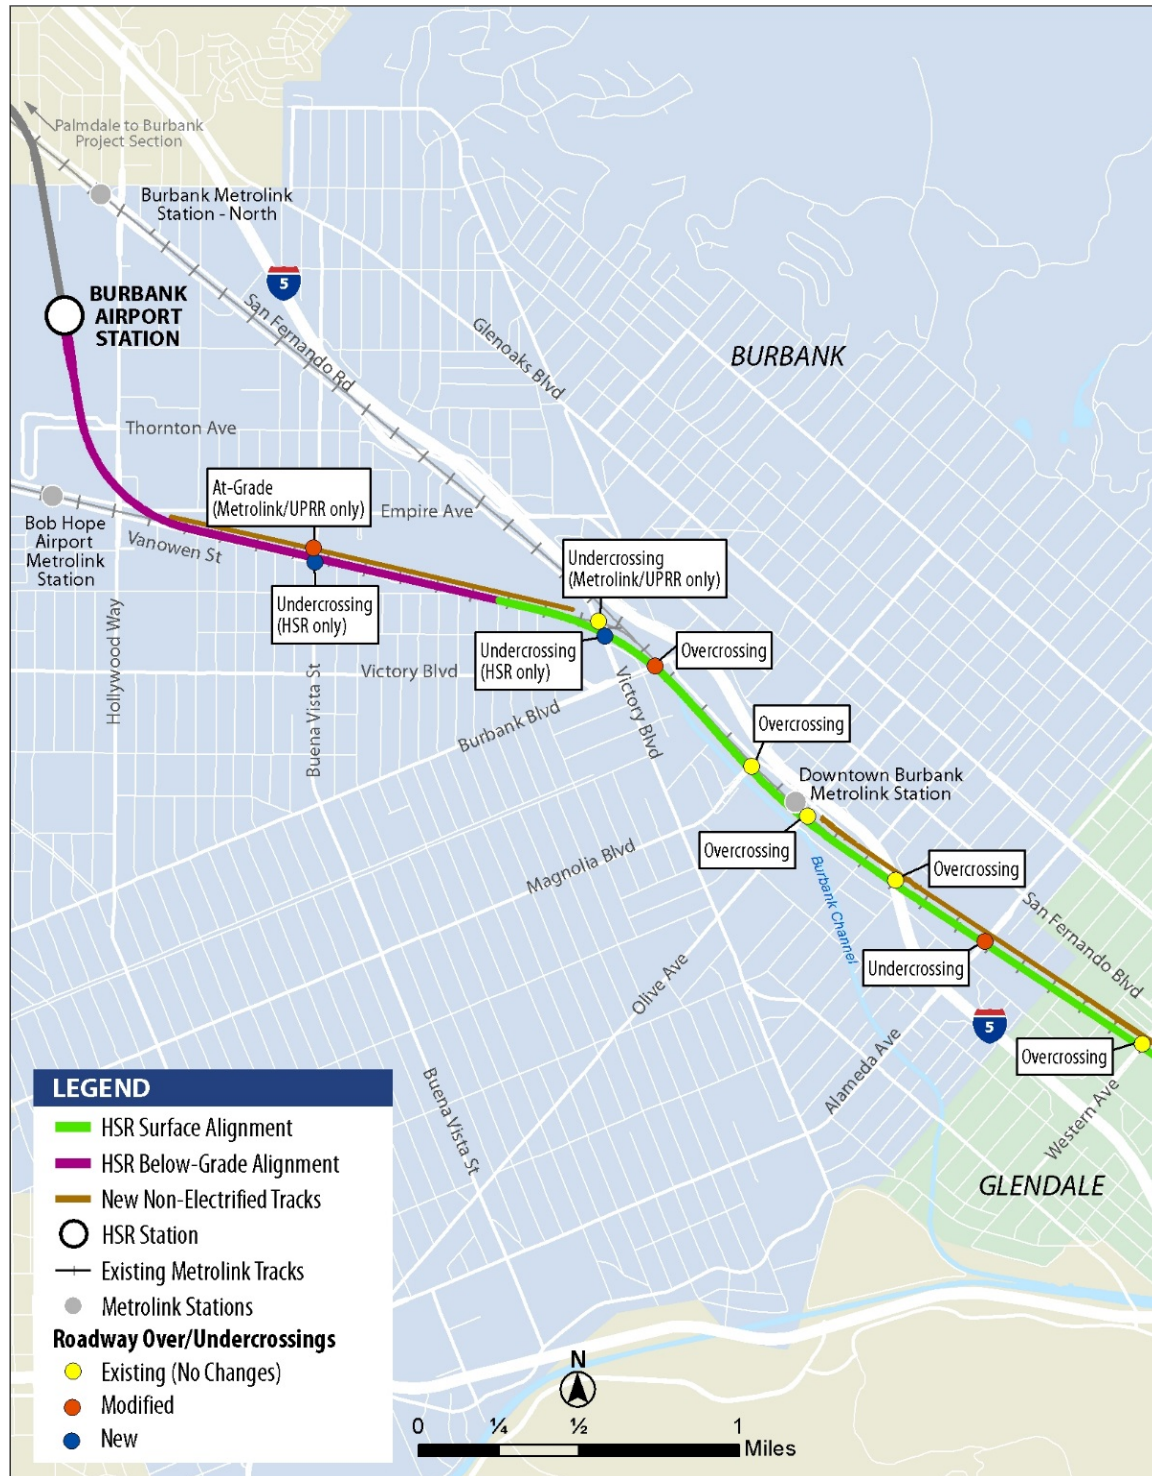 Palmdale to Burbank
Project Section
Burbank Metrolink
Station - North
5
BURBANK
AIRPORT
STATION
San Fernando Rd
Glenoaks Blvd
BURBANK
Thornton Ave
At-Grade
(Metrolink/UPRR only)
Empire Ave
Bob Hope
Airport
Metrolink
Station
Vanowen St
Undercrossing
(Metrolink/UPRR only)
Undercrossing
(HSR only)
Undercrossing
(HSR only)
Overcrossing
Hollywood Way
Buena Vista St
Victory Blvd
Victory Blvd
Burbank Blvd
Overcrossing
Downtown Burbank
Metrolink Station
Overcrossing
Magnolia Blvd
Burbank Channel
Overcrossing
San Fernando Blvd
Undercrossing
Olive Ave
5
Overcrossing
Alameda Ave
Western Ave
Buena Vista St
GLENDALE
LEGEND
HSR Surface Alignment
HSR Below-Grade Alignment
New Non-Electrified Tracks
HSR Station
Existing Metrolink Tracks
Metrolink Stations
Roadway Over/Undercrossings
Existing (No Changes)
Modified
New
N
0 ¼ ½ 1
Miles